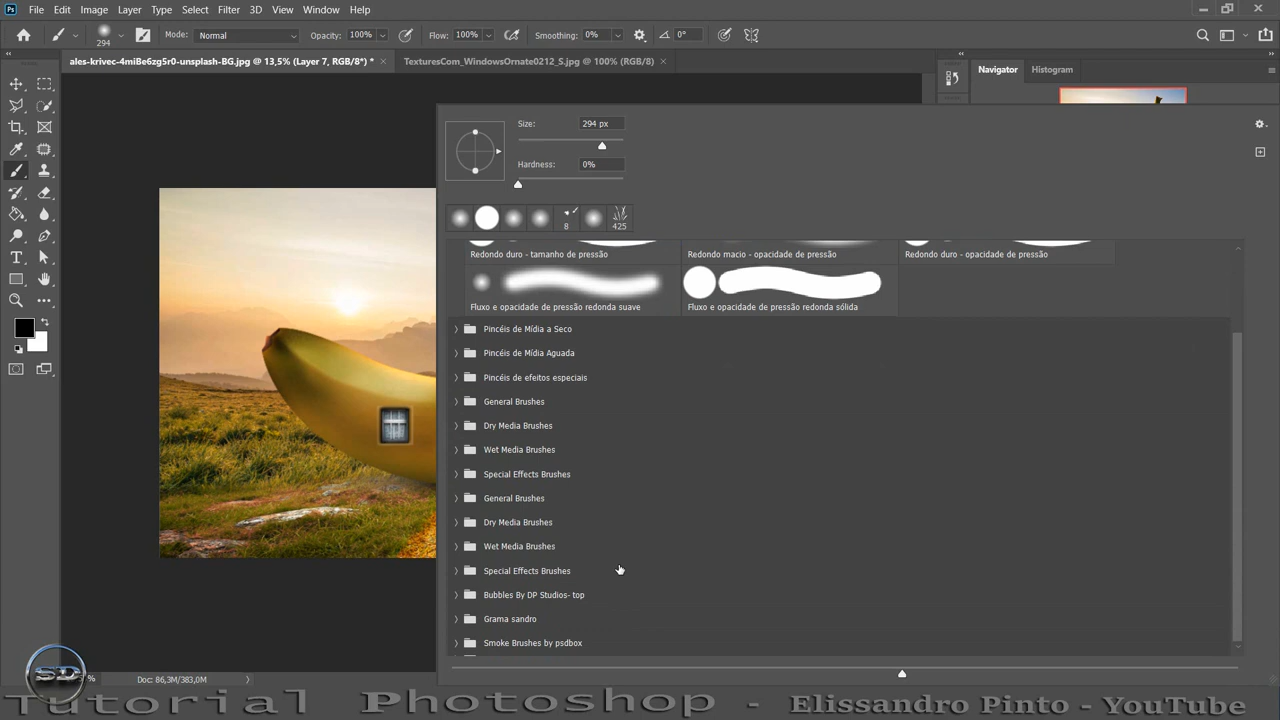 Ps File Edit Image Layer Type Select Filter 3D View Window Help
294 Mode: Normal Opacity: 100% Flow: 100% Smoothing: 0% 0°
ales-krivec-4miBe6zg5r0-unsplash-BG.jpg @ 13,5% (Layer 7, RGB/8*) * TexturesCom_WindowsOrnate0212_S.jpg @ 100% (RGB/8)
Navigator Histogram
Size: 294 px
Hardness: 0%
8 425
Redondo duro - tamanho de pressão Redondo macio - opacidade de pressão Redondo duro - opacidade de pressão
Fluxo e opacidade de pressão redonda suave Fluxo e opacidade de pressão redonda sólida
Pincéis de Mídia a Seco
Pincéis de Mídia Aguada
Pincéis de efeitos especiais
General Brushes
Dry Media Brushes
Wet Media Brushes
Special Effects Brushes
General Brushes
Dry Media Brushes
Wet Media Brushes
Special Effects Brushes
Bubbles By DP Studios- top
Grama sandro
Smoke Brushes by psdbox
SD
Doc: 86,3M/383,0M
Tutorial Photoshop - Elissandro Pinto - YouTube